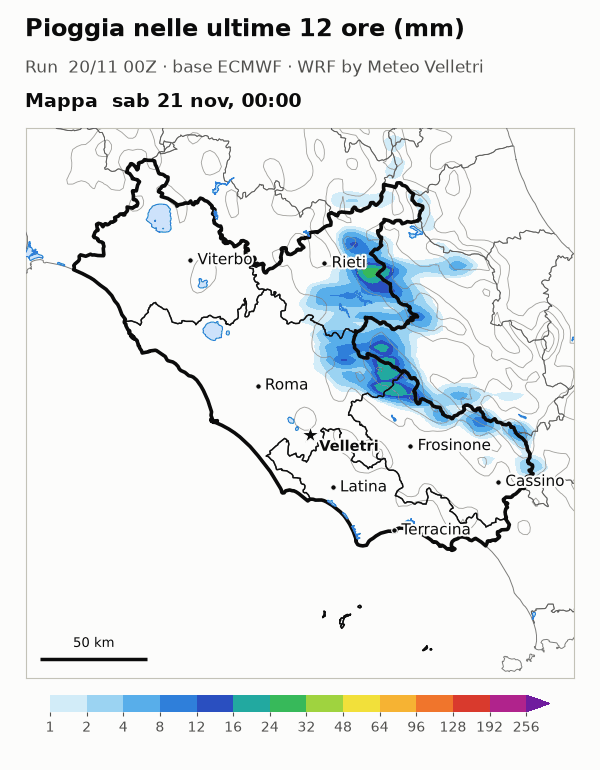 Pioggia nelle ultime 12 ore (mm)
Run  20/11 00Z · base ECMWF · WRF by Meteo Velletri
Mappa  sab 21 nov, 00:00
Viterbo
Rieti
Roma
Velletri
Frosinone
Latina
Cassino
Terracina
50 km
1 2 4 8 12 16 24 32 48 64 96 128 192 256